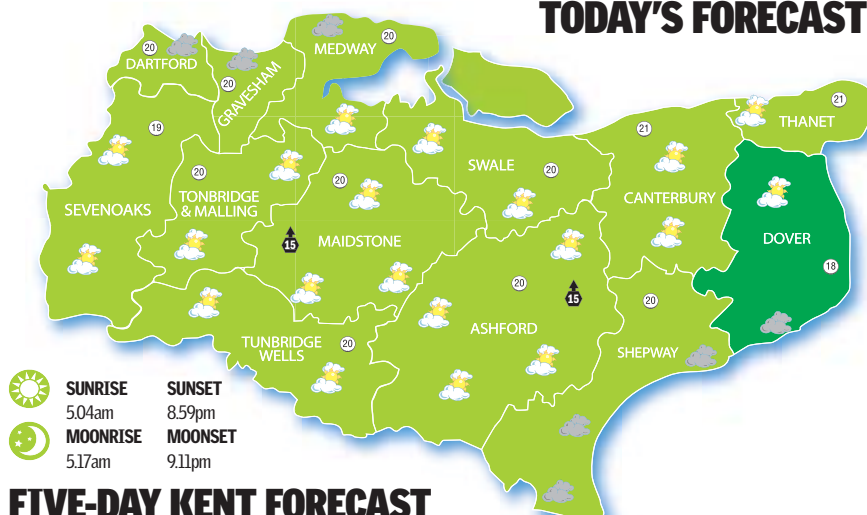 TODAY'S FORECAST
20
DARTFORD
20
GRAVESHAM
MEDWAY
20
19
SEVENOAKS
20
TONBRIDGE
& MALLING
20
15
MAIDSTONE
SWALE
20
21
CANTERBURY
21
THANET
DOVER
18
20
15
ASHFORD
20
SHEPWAY
TUNBRIDGE
WELLS
20
SUNRISE SUNSET
5.04am 8.59pm
MOONRISE MOONSET
5.17am 9.11pm
FIVE-DAY KENT FORECAST